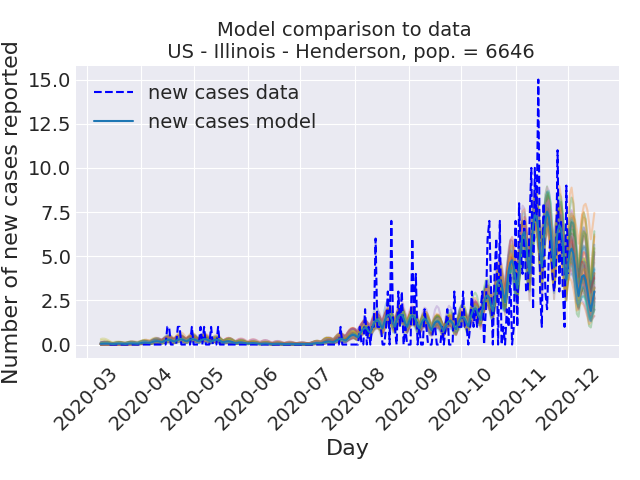 Model comparison to data
US - Illinois - Henderson, pop. = 6646
Number of new cases reported
15.0
12.5
10.0
7.5
5.0
2.5
0.0
new cases data
new cases model
2020-03
2020-04
2020-05
2020-06
2020-07
2020-08
2020-09
2020-10
2020-11
2020-12
Day